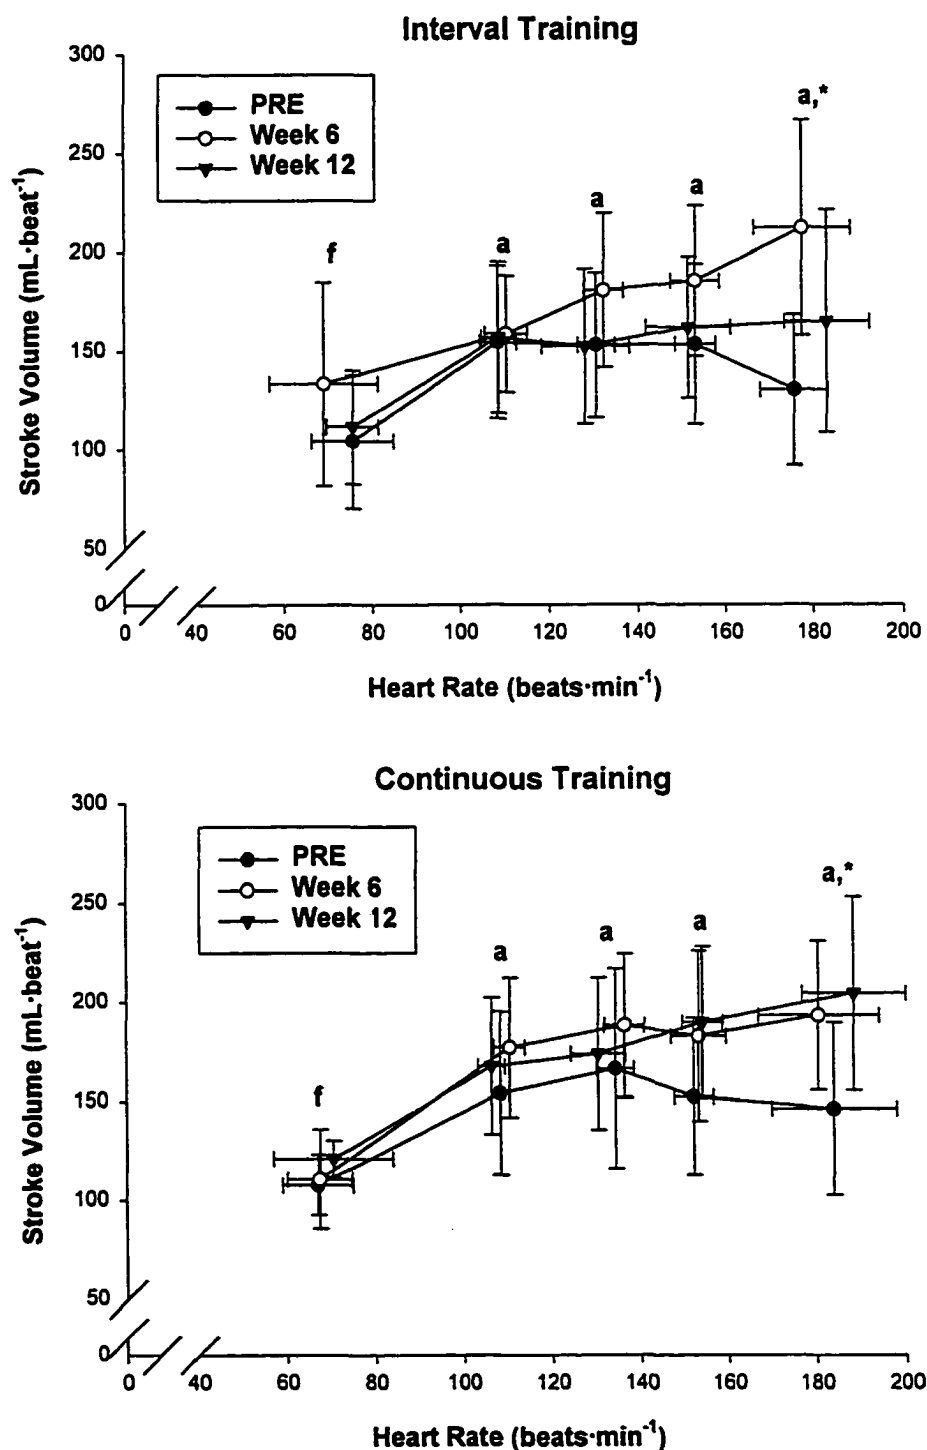 Interval Training
300
PRE
Week 6
Week 12
a,*
250
a
a
a
f
200
150
100
50
0
Stroke Volume (mL·beat⁻¹)
0 40 60 80 100 120 140 160 180 200
Heart Rate (beats·min⁻¹)
Continuous Training
300
PRE
Week 6
Week 12
a,*
250
a
a
a
200
150
f
100
50
0
Stroke Volume (mL·beat⁻¹)
0 40 60 80 100 120 140 160 180 200
Heart Rate (beats·min⁻¹)